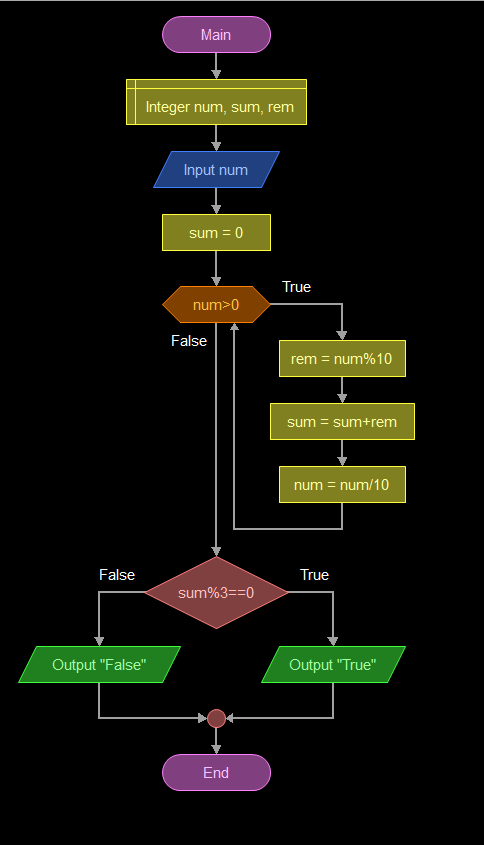 Main
Integer num, sum, rem
Input num
sum = 0
num>0
True
False
rem = num%10
sum = sum+rem
num = num/10
sum%3==0
False
True
Output "False"
Output "True"
End